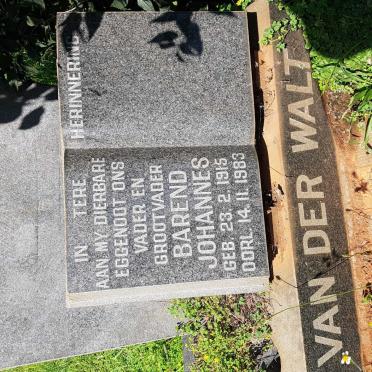 IN TERE HERINNERING
AAN MY DIERBARE
EGGENOOT ONS
VADER EN
GROOTVADER
BAREND
JOHANNES
GEB 23. 2. 1915
OORL 14. 11. 1983
VAN DER WALT